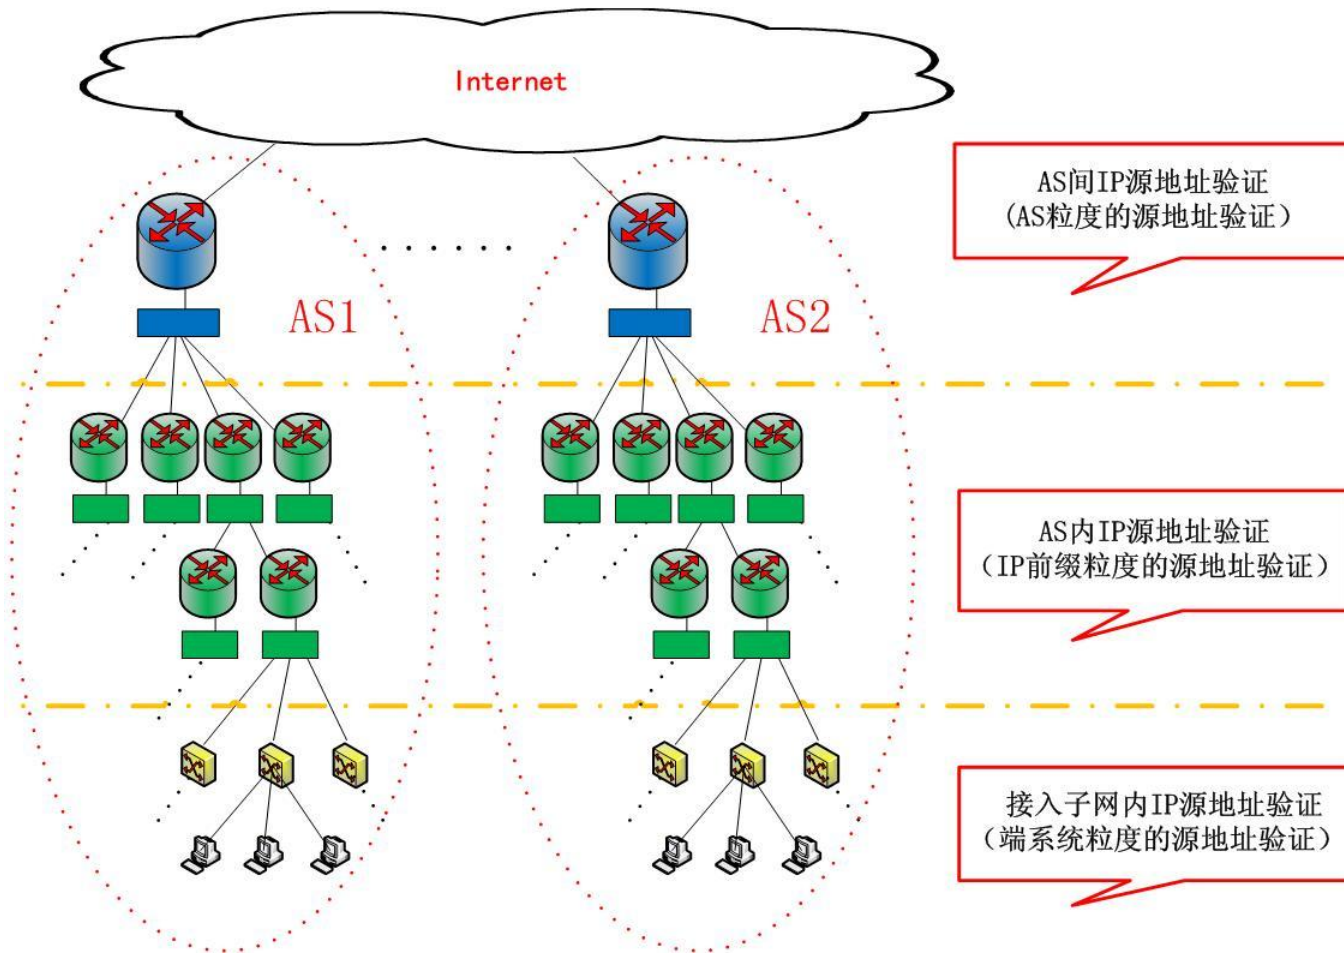 Internet
AS间IP源地址验证
(AS粒度的源地址验证）
AS1
AS2
AS内IP源地址验证
（IP前缀粒度的源地址验证）
接入子网内IP源地址验证
（端系统粒度的源地址验证）